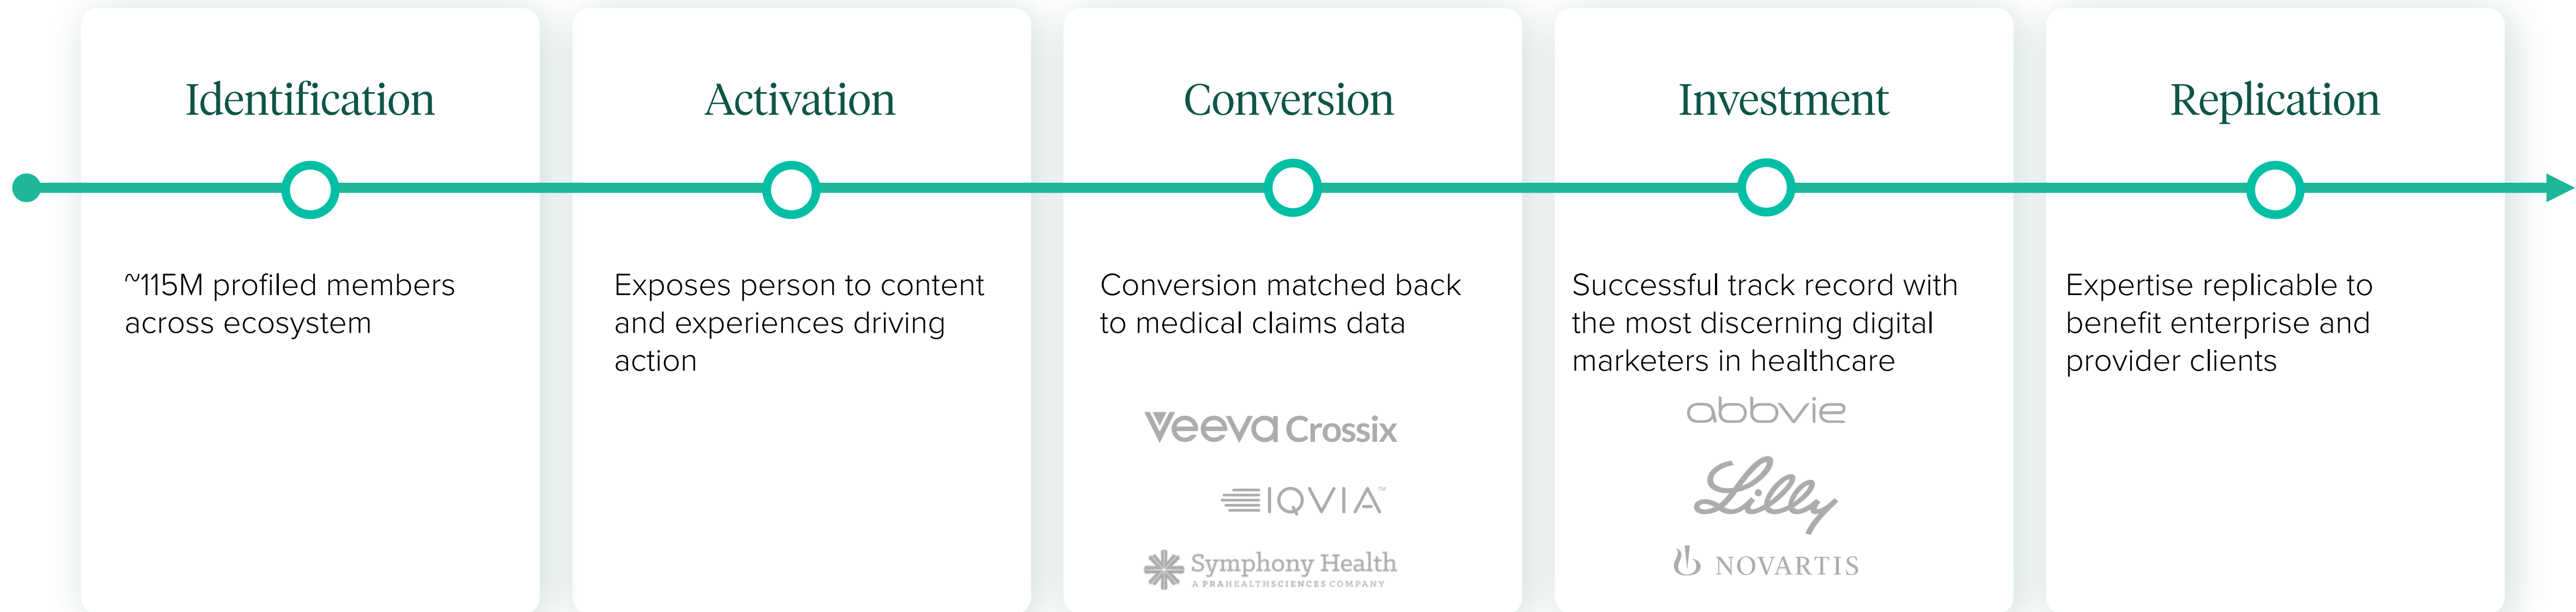 Identification
~115M profiled members
across ecosystem
Activation
Exposes person to content
and experiences driving
action
Conversion
Conversion matched back
to medical claims data
Veeva Crossix
IQVIA™
Symphony Health
A PRAHEALTHSCIENCES COMPANY
Investment
Successful track record with
the most discerning digital
marketers in healthcare
abbvie
Lilly
NOVARTIS
Replication
Expertise replicable to
benefit enterprise and
provider clients